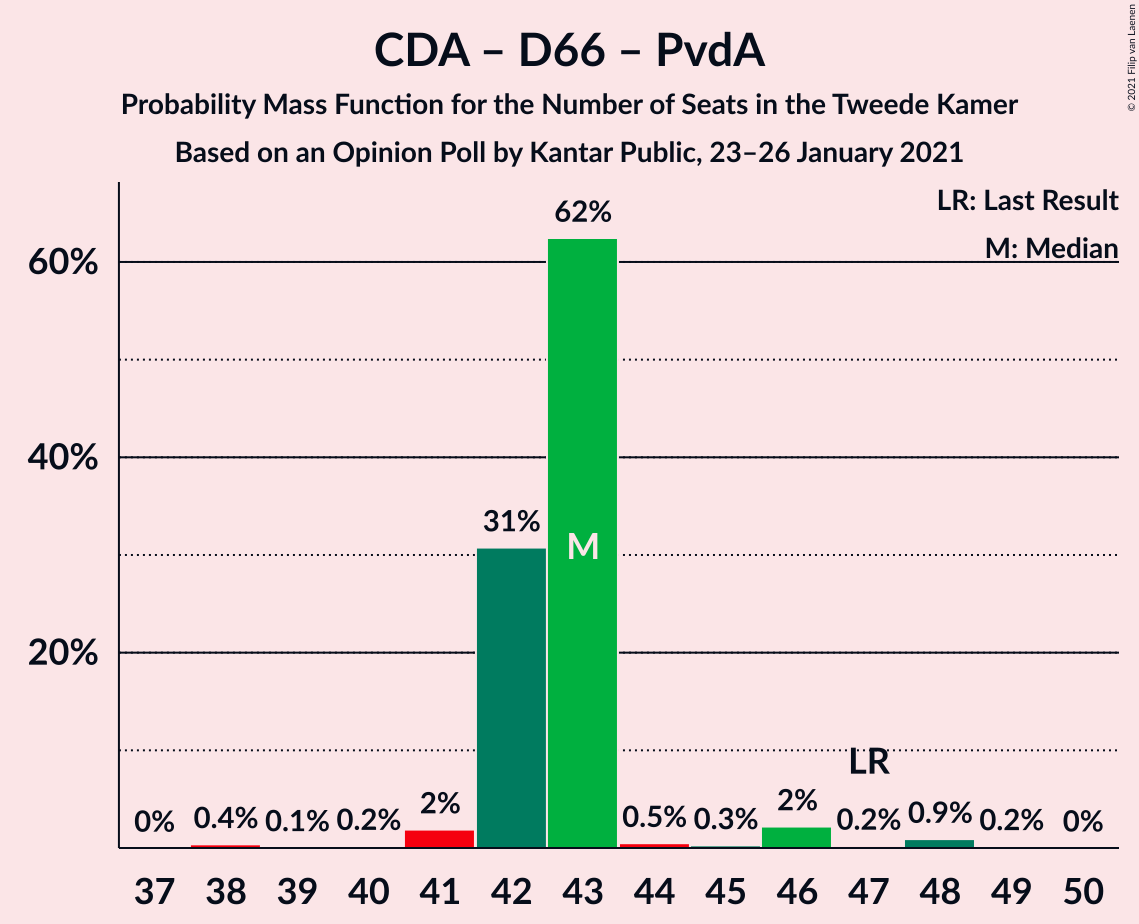 CDA – D66 – PvdA
Probability Mass Function for the Number of Seats in the Tweede Kamer
Based on an Opinion Poll by Kantar Public, 23–26 January 2021
© 2021 Filip van Laenen
LR: Last Result
M: Median
60%
40%
20%
0% 0.4% 0.1% 0.2% 2% 31% 62% 0.5% 0.3% 2% 0.2% 0.9% 0.2% 0%
M
LR
37 38 39 40 41 42 43 44 45 46 47 48 49 50